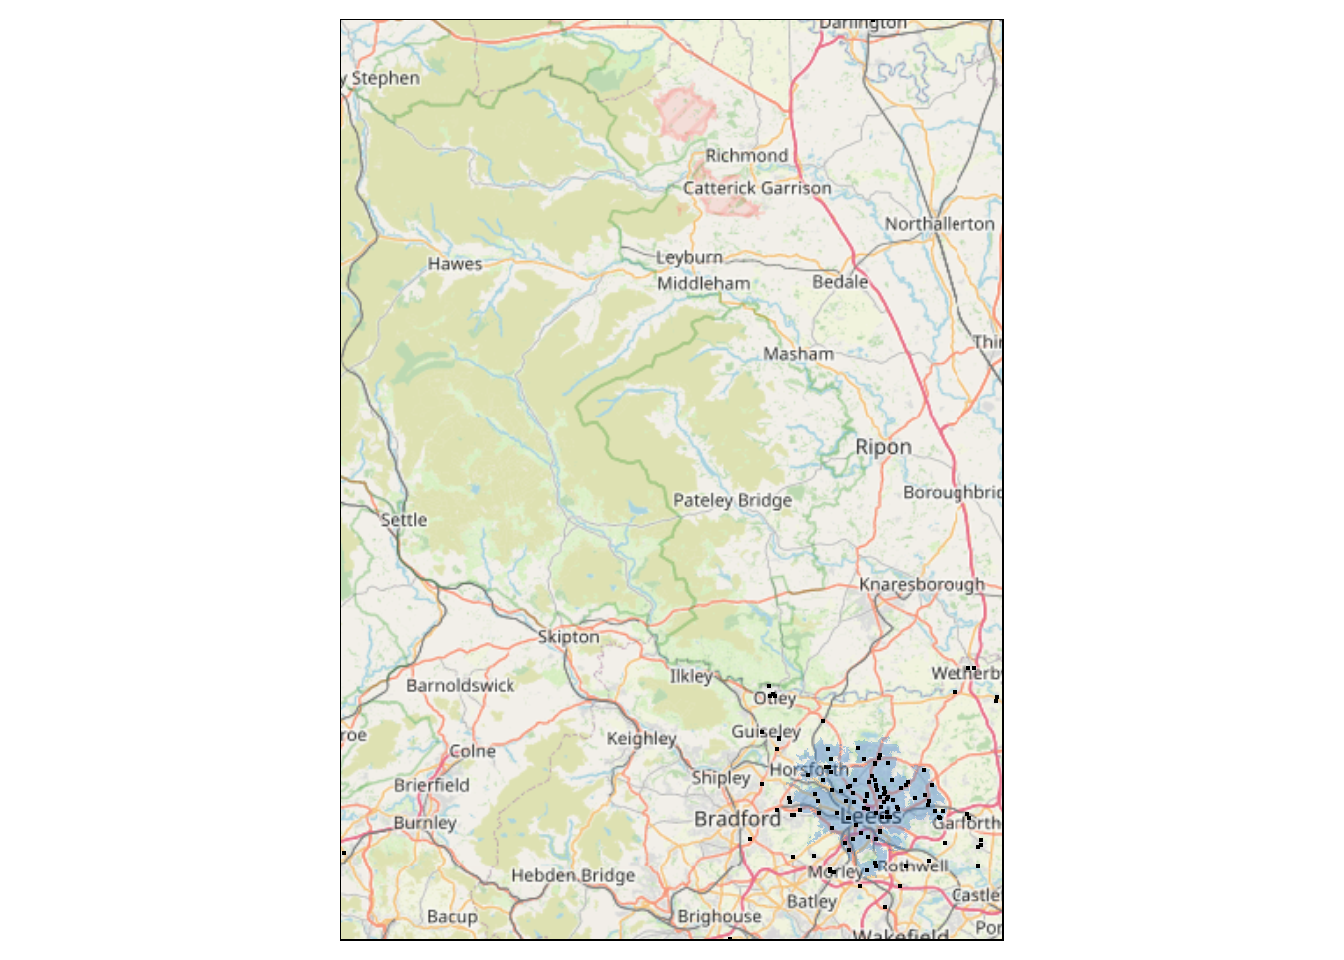 Darlington
y Stephen
Richmond
Catterick Garrison
Northallerton
Leyburn
Hawes
Middleham
Bedale
Thir
Masham
Ripon
Boroughbrid
Pateley Bridge
Settle
Knaresborough
Skipton
Wetherb
Ilkley
Barnoldswick
Otley
Guiseley
roe
Keighley
Colne
Horsforth
Shipley
Brierfield
Leeds
Bradford
Burnley
Garforth
Rothwell
Morley
Hebden Bridge
Castle
Batley
Bacup
Brighouse
Por
Wakefield